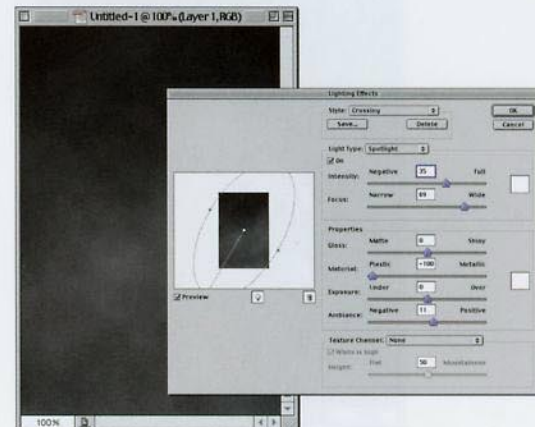 Untitled-1 @ 100% (Layer 1, RGB)
Lighting Effects
Style: Crossing
OK
Save...
Delete
Cancel
Light Type: Spotlight
On
Intensity: Negative 35 Full
Focus: Narrow 69 Wide
Properties
Gloss: Matte 0 Shiny
Material: Plastic -100 Metallic
Exposure: Under 0 Over
Ambience: Negative 11 Positive
Preview
Texture Channel: None
White is high
Height: Flat 50 Mountainous
100%